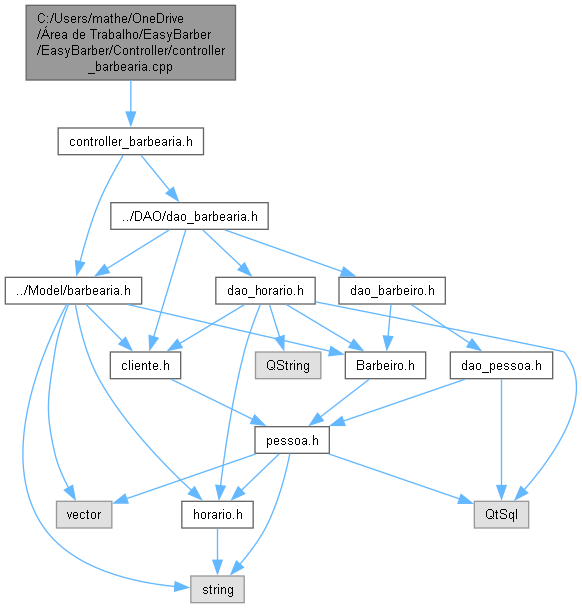 C:/Users/mathe/OneDrive
/Área de Trabalho/EasyBarber
/EasyBarber/Controller/controller
_barbearia.cpp
controller_barbearia.h
../DAO/dao_barbearia.h
../Model/barbearia.h
dao_horario.h
dao_barbeiro.h
cliente.h
QString
Barbeiro.h
dao_pessoa.h
pessoa.h
vector
horario.h
QtSql
string